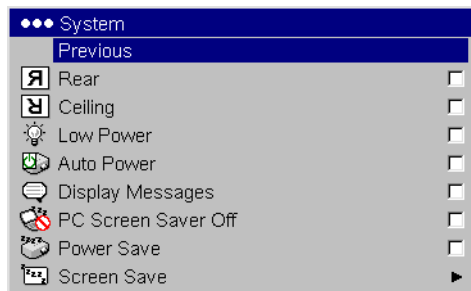 System
Previous
Rear
Ceiling
Low Power
Auto Power
Display Messages
PC Screen Saver Off
Power Save
Screen Save